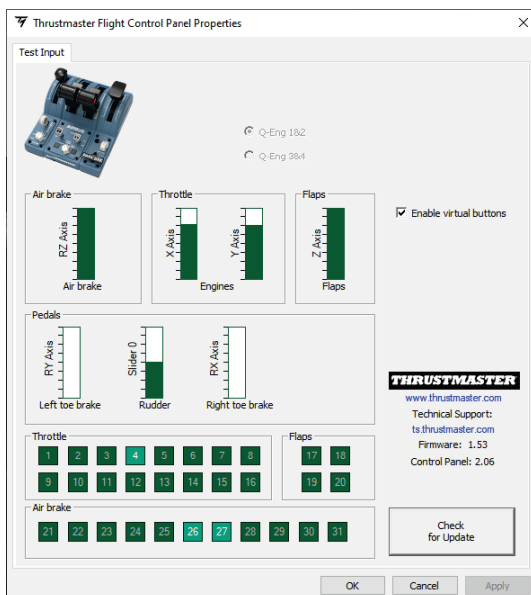 Thrustmaster Flight Control Panel Properties
Test Input
Q-Eng 1&2
Q-Eng 3&4
Air brake
Throttle
Flaps
RZ Axis
X Axis
Y Axis
Z Axis
Air brake
Engines
Flaps
Enable virtual buttons
Pedals
RY Axis
Slider 0
RX Axis
Left toe brake
Rudder
Right toe brake
THRUSTMASTER
www.thrustmaster.com
Technical Support:
ts.thrustmaster.com
Firmware: 1.53
Control Panel: 2.06
Throttle
1 2 3 4 5 6 7 8
9 10 11 12 13 14 15 16
Flaps
17 18
19 20
Air brake
21 22 23 24 25 26 27 28 29 30 31
Check
for Update
OK
Cancel
Apply